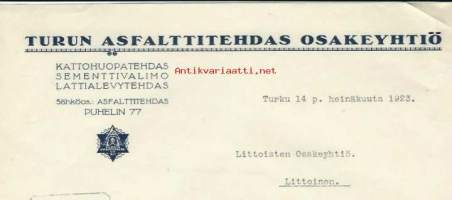 TURUN ASFALTTITEHDAS OSAKEYHTIÖ
KATTOHUOPATEHDAS
SEMENTTIVALIMO
LATTIALEVYTEHDAS
Sähköos.: ASFALTTITEHDAS
PUHELIN 77
Antikvariaatti.net
Turku 14 p. heinäkuuta 1923.
Littoisten Osakeyhtiö.
Littoinen.